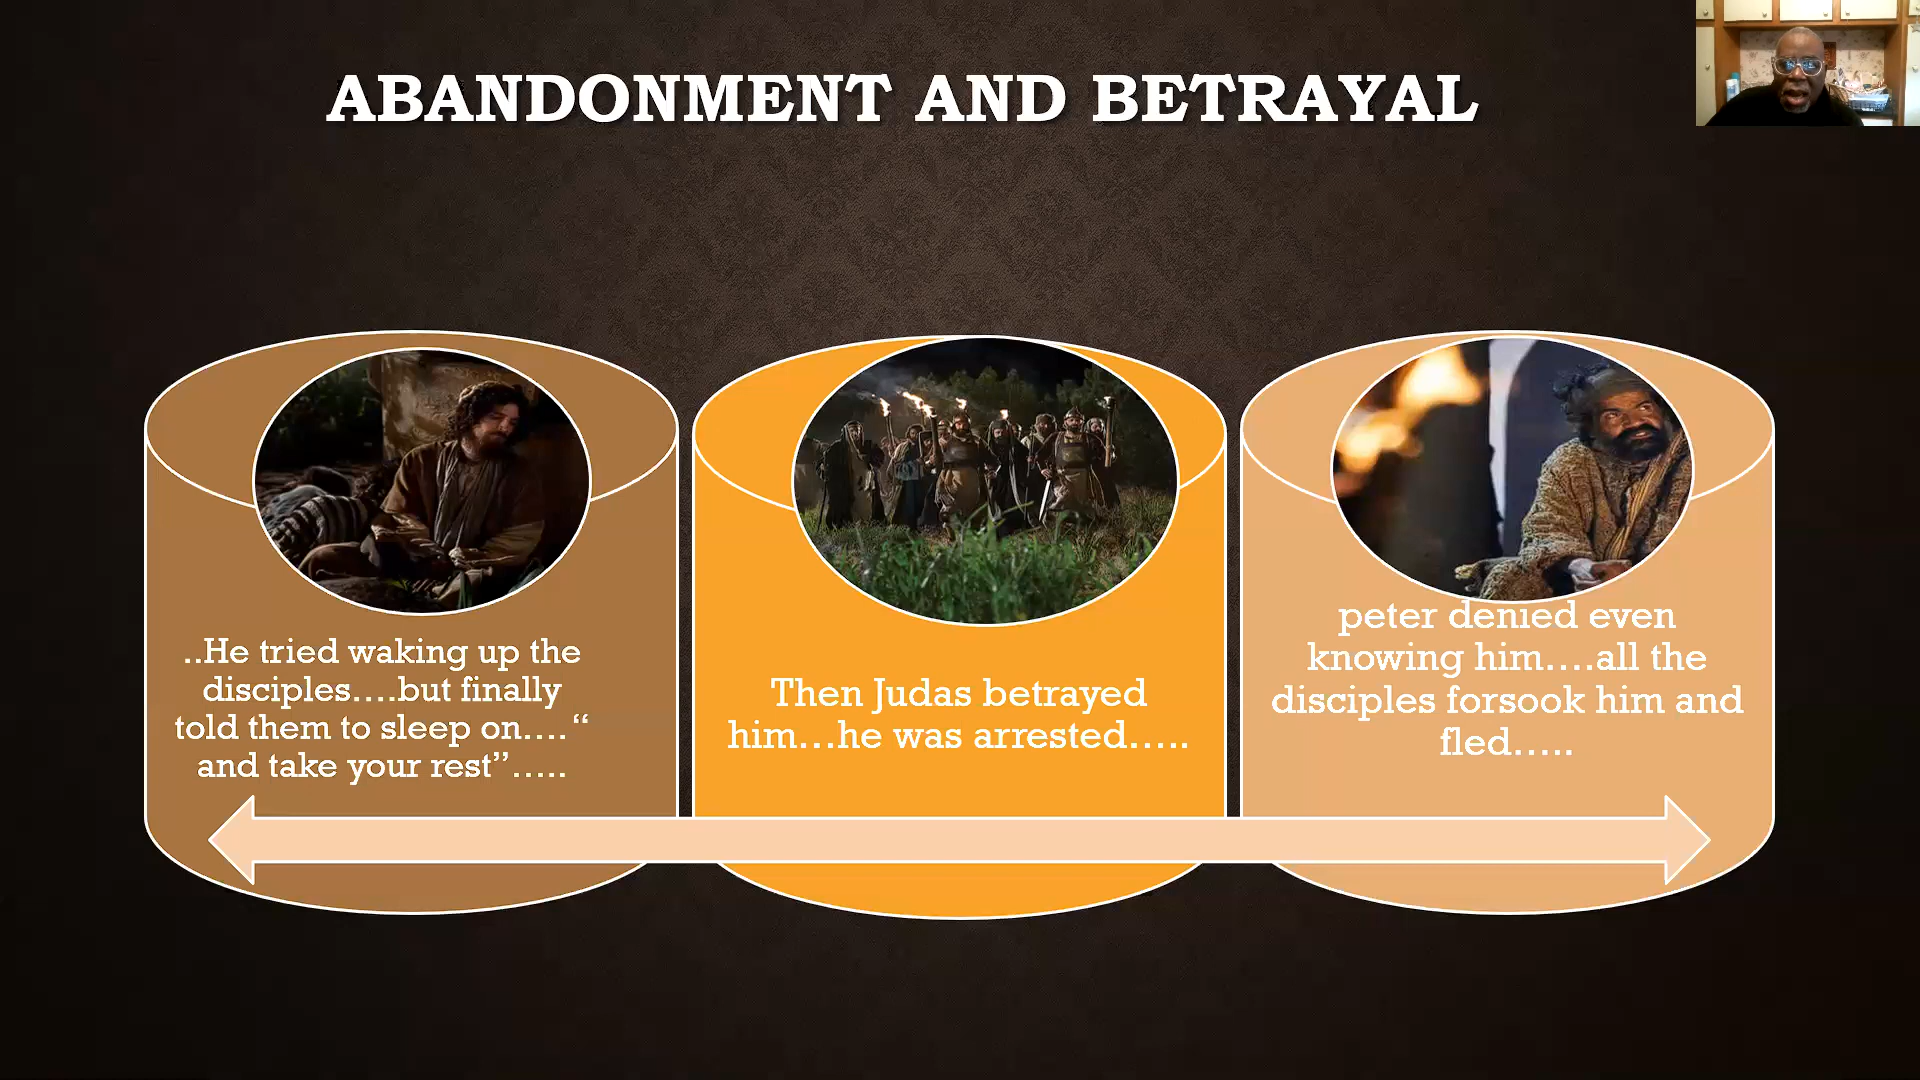 ABANDONMENT AND BETRAYAL
..He tried waking up the
disciples....but finally
told them to sleep on....“
and take your rest”.....
Then Judas betrayed
him...he was arrested.....
peter denied even
knowing him....all the
disciples forsook him and
fled.....